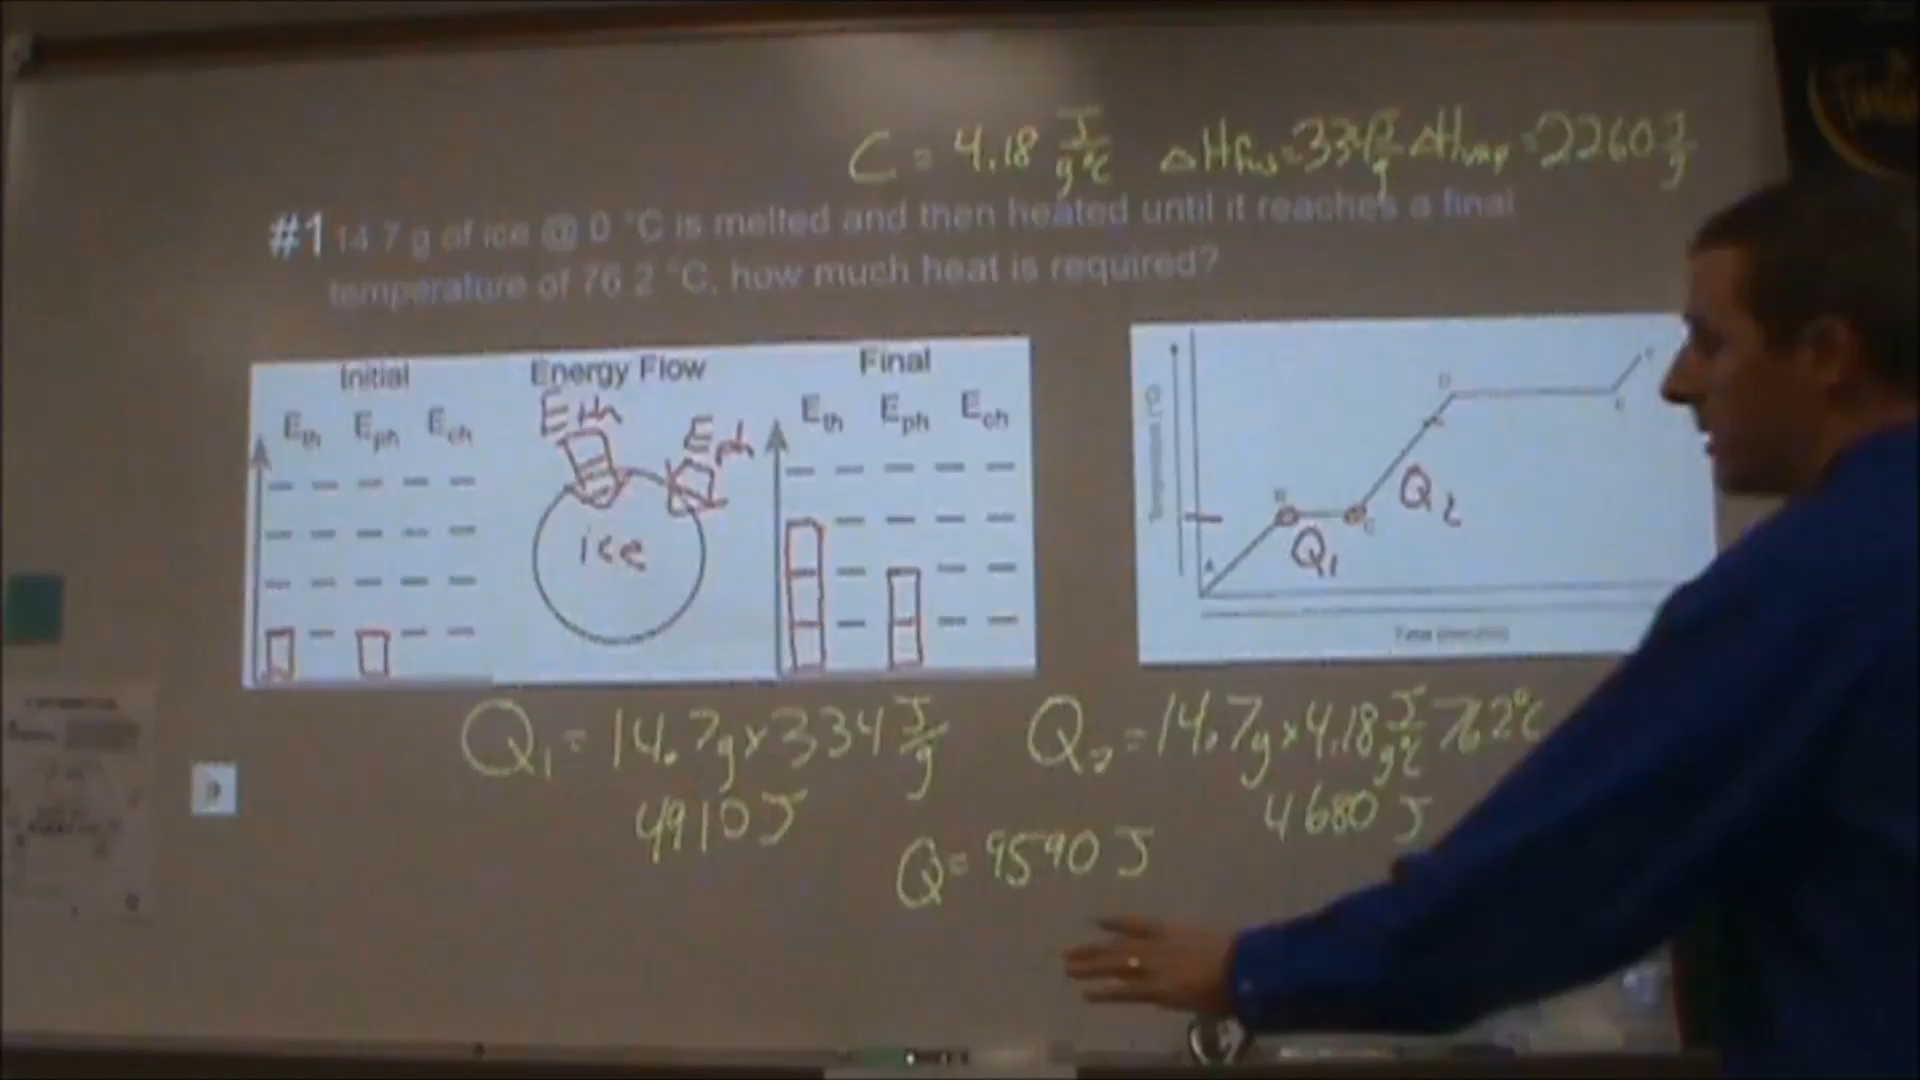 C = 4.18 J/g°C ΔHfus = 334 J/g ΔHvap = 2260 J/g
#1 14.7 g of ice @ 0 °C is melted and then heated until it reaches a final
temperature of 76.2 °C, how much heat is required?
Initial Energy Flow Final
Eth Eph Ech
Eth
Eph
Eth Eph Ech
ice
D
B
C
A
Q1
Q2
Q1 = 14.7g x 334 J/g
4910 J
Q2 = 14.7g x 4.18 J/g°C 76.2°C
4680 J
Q = 9590 J